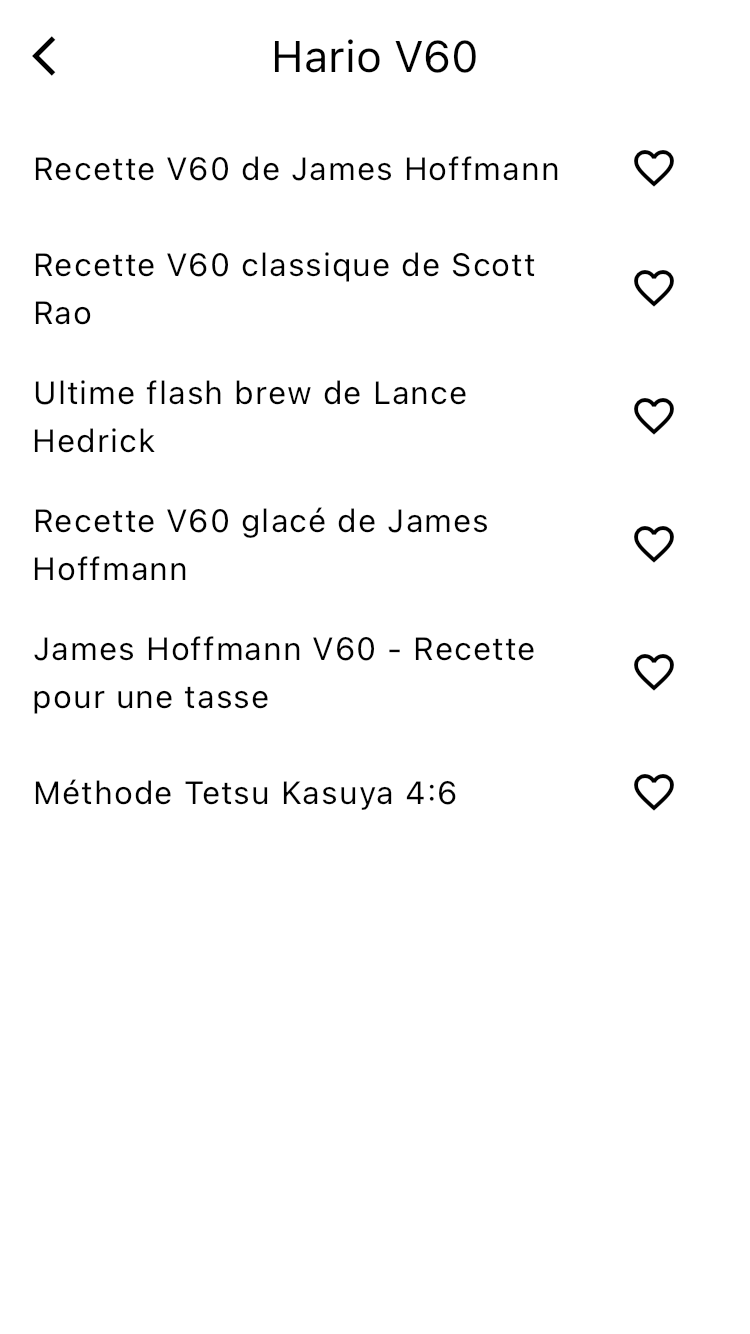 Hario V60
Recette V60 de James Hoffmann
Recette V60 classique de Scott
Rao
Ultime flash brew de Lance
Hedrick
Recette V60 glacé de James
Hoffmann
James Hoffmann V60 - Recette
pour une tasse
Méthode Tetsu Kasuya 4:6